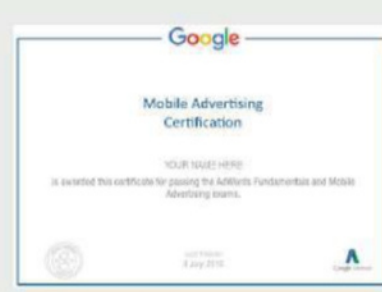 Google
Mobile Advertising
Certification
YOUR NAME HERE
is awarded this certificate for passing the AdWords Fundamentals and Mobile
Advertising exams.